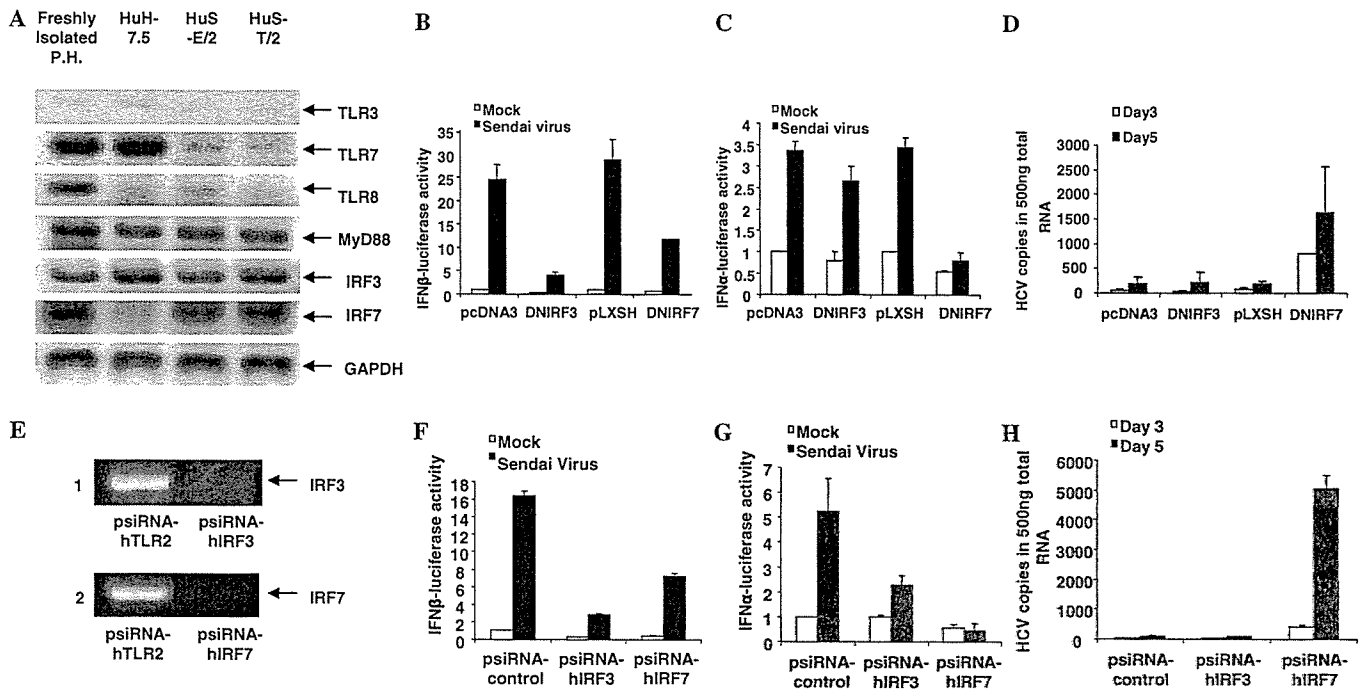 A
Freshly Isolated P.H.
HuH-7.5
HuS-E/2
HuS-T/2
TLR3
TLR7
TLR8
MyD88
IRF3
IRF7
GAPDH
B
Mock
Sendai virus
IFNβ-luciferase activity
35
30
25
20
15
10
5
0
pcDNA3 DNIRF3 pLXSH DNIRF7
C
Mock
Sendai virus
IFNα-luciferase activity
4
3.5
3
2.5
2
1.5
1
0.5
0
pcDNA3 DNIRF3 pLXSH DNIRF7
D
Day3
Day5
HCV copies in 500ng total RNA
3000
2500
2000
1500
1000
500
0
pcDNA3 DNIRF3 pLXSH DNIRF7
E
1
IRF3
psiRNA-hTLR2
psiRNA-hIRF3
2
IRF7
psiRNA-hTLR2
psiRNA-hIRF7
F
Mock
Sendai Virus
IFNβ-luciferase activity
18
16
14
12
10
8
6
4
2
0
psiRNA-control
psiRNA-hIRF3
psiRNA-hIRF7
G
Mock
Sendai Virus
IFNα-luciferase activity
7
6
5
4
3
2
1
0
psiRNA-control
psiRNA-hIRF3
psiRNA-hIRF7
H
Day 3
Day 5
HCV copies in 500ng total RNA
6000
5000
4000
3000
2000
1000
0
psiRNA-control
psiRNA-hIRF3
psiRNA-hIRF7